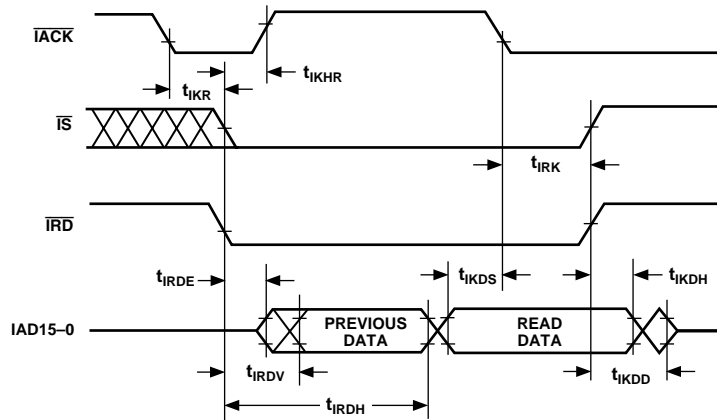 IACK
tIKHR
tIKR
IS
tIRK
IRD
tIRDE
tIKDS
tIKDH
IAD15–0
PREVIOUS
DATA
READ
DATA
tIRDV
tIKDD
tIRDH